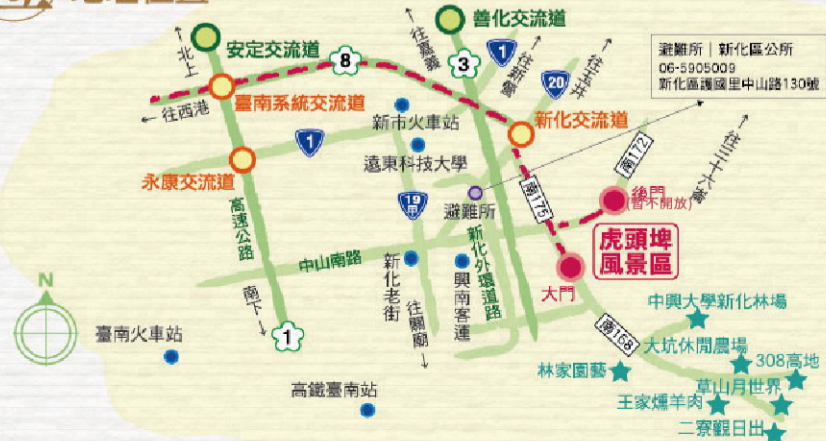 ↑北上
安定交流道
善化交流道
←往嘉義
往新營→
往玉井→
1
8
3
20
避難所｜新化區公所
06-5905009
新化區護國里中山路130號
←往西港
臺南系統交流道
新市火車站
新化交流道
南172
往三十六崙→
1
遠東科技大學
永康交流道
19甲
避難所
南175
後門
(暫不開放)
高速公路
中山南路
新化老街
新化外環道路
興南客運
虎頭埤
風景區
大門
N
南下→
往關廟→
1
中興大學新化林場
臺南火車站
南168
大坑休閒農場
308高地
林家園藝
草山月世界
高鐵臺南站
王家燻羊肉
二寮觀日出